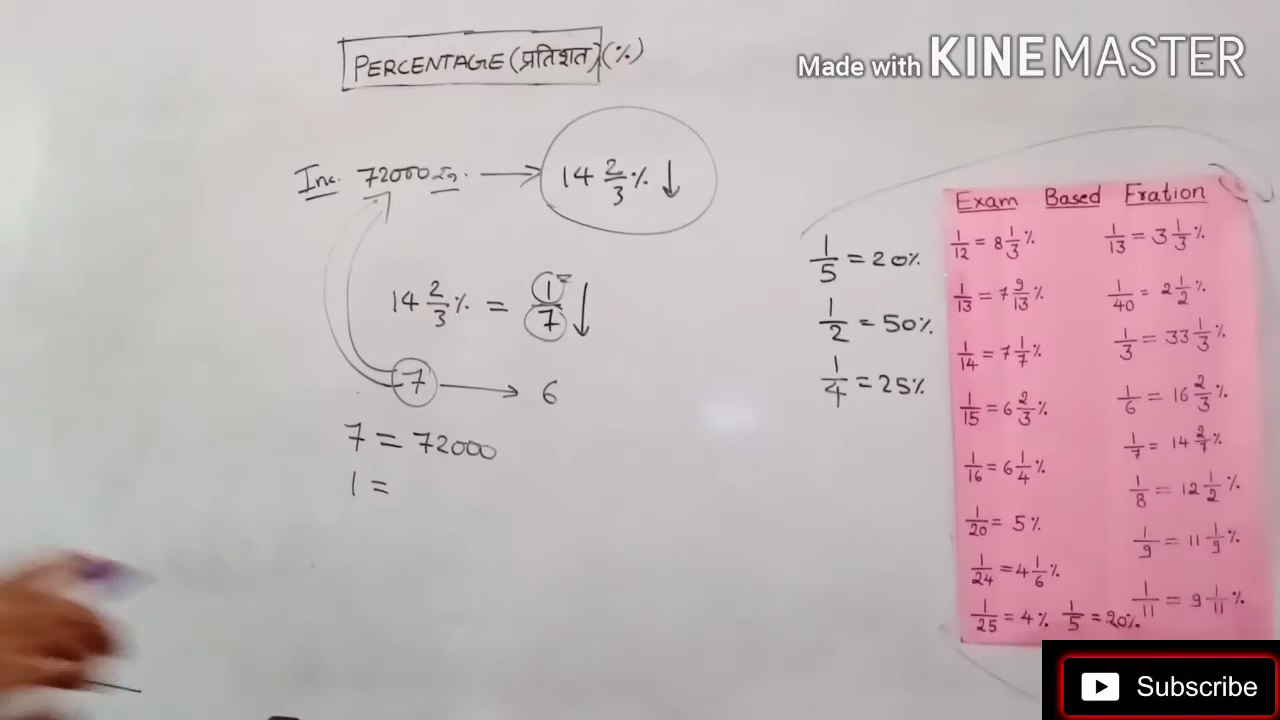 PERCENTAGE (प्रतिशत) (%)
Made with KINEMASTER
Inc. 72000 → 14 2/3 % ↓
14 2/3 % = 1/7 ↓
7 → 6
7 = 72000
1 =
1/5 = 20%
1/2 = 50%
1/4 = 25%
Exam Based Fration
1/12 = 8 1/3 %
1/13 = 7 9/13 %
1/14 = 7 1/7 %
1/15 = 6 2/3 %
1/16 = 6 1/4 %
1/20 = 5%
1/24 = 4 1/6 %
1/25 = 4% 1/5 = 20%
1/13 = 3 1/3 %
1/40 = 2 1/2 %
1/3 = 33 1/3 %
1/6 = 16 2/3 %
1/7 = 14 2/7 %
1/8 = 12 1/2 %
1/9 = 11 1/9 %
1/11 = 9 1/11 %
Subscribe